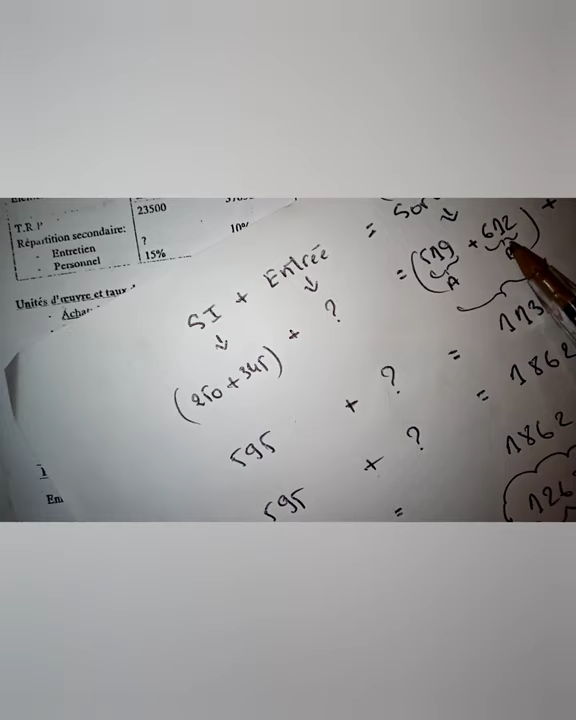 23500
T.R P
10%
Répartition secondaire:
- Entretien ?
- Personnel 15%
Unités d'œuvre et taux
- Achat
SI + Entrée = Sor
(250+345) + ? = (519 + 612) +
A
595 + ? = 113
595 + ? = 1862
= 1862
126
1